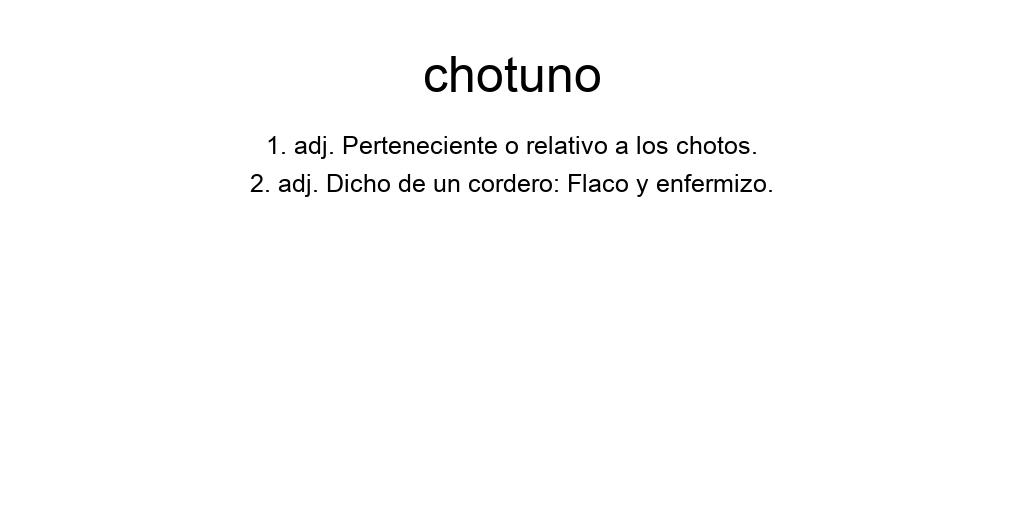 chotuno
1. adj. Perteneciente o relativo a los chotos.
2. adj. Dicho de un cordero: Flaco y enfermizo.